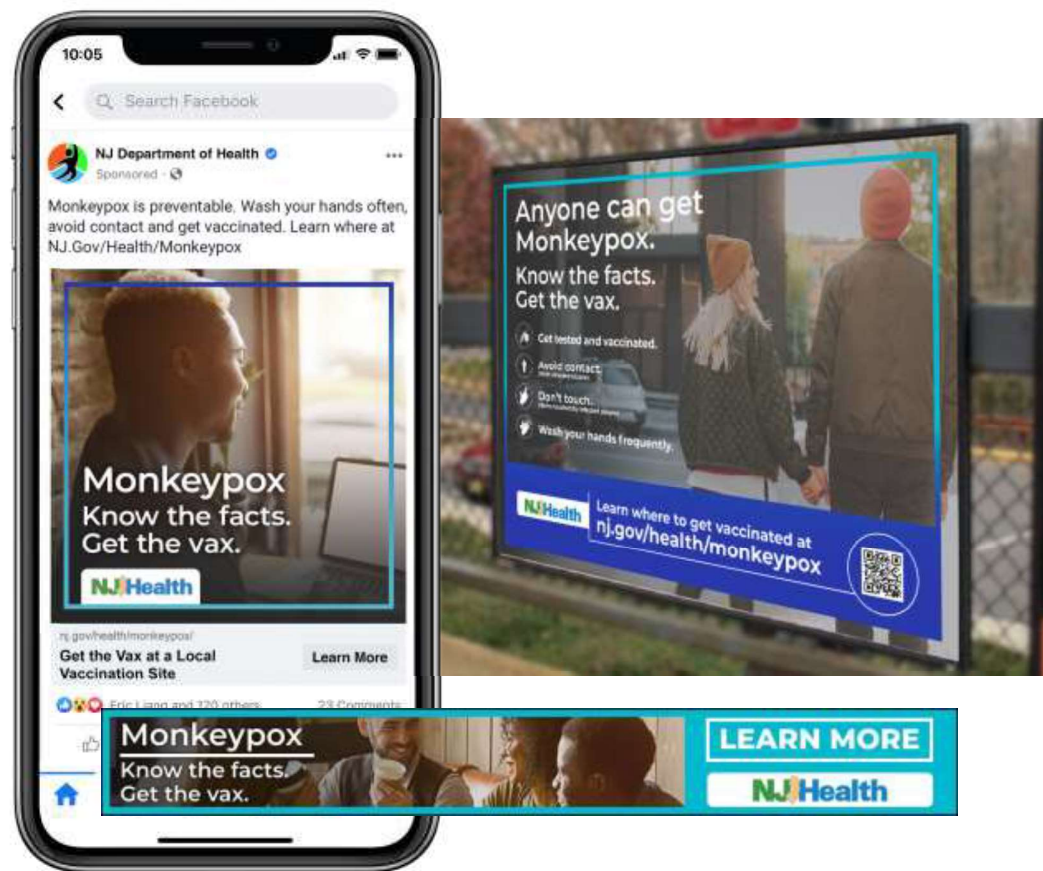 10:05
Search Facebook
NJ Department of Health
Sponsored ·
Monkeypox is preventable. Wash your hands often,
avoid contact and get vaccinated. Learn where at
NJ.Gov/Health/Monkeypox
Monkeypox
Know the facts.
Get the vax.
NJ Health
nj.gov/health/monkeypox/
Get the Vax at a Local
Vaccination Site
Learn More
Eric Liang and 120 others
23 Comments
Anyone can get
Monkeypox.
Know the facts.
Get the vax.
Get tested and vaccinated.
Avoid contact.
Don't touch.
Wash your hands frequently.
NJ Health
Learn where to get vaccinated at
nj.gov/health/monkeypox
Monkeypox
Know the facts.
Get the vax.
LEARN MORE
NJ Health